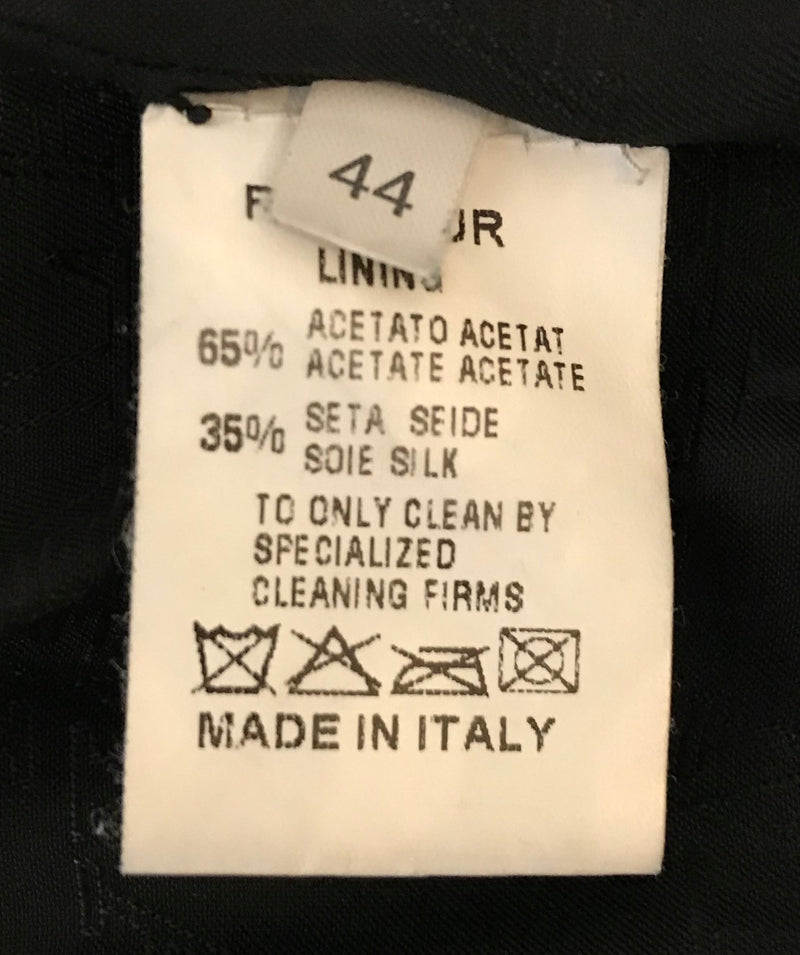 44
LINING
65% ACETATO ACETAT
ACETATE ACETATE
35% SETA SEIDE
SOIE SILK
TO ONLY CLEAN BY
SPECIALIZED
CLEANING FIRMS
MADE IN ITALY